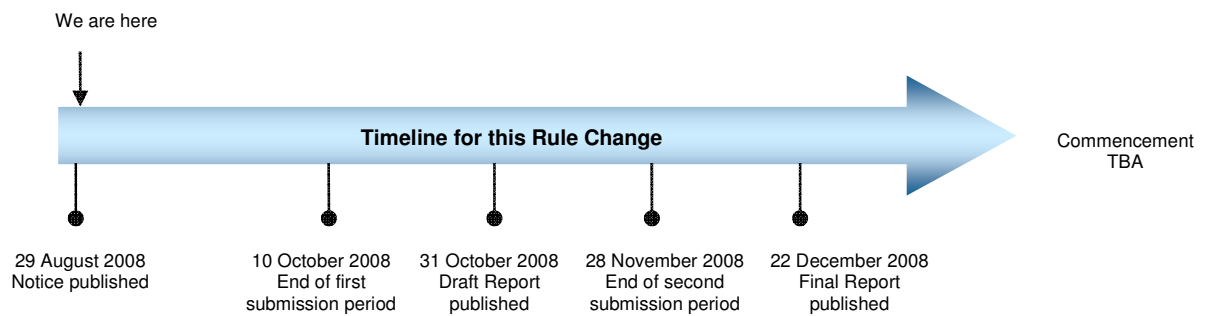 We are here
Timeline for this Rule Change
Commencement
TBA
29 August 2008
Notice published
10 October 2008
End of first
submission period
31 October 2008
Draft Report
published
28 November 2008
End of second
submission period
22 December 2008
Final Report
published